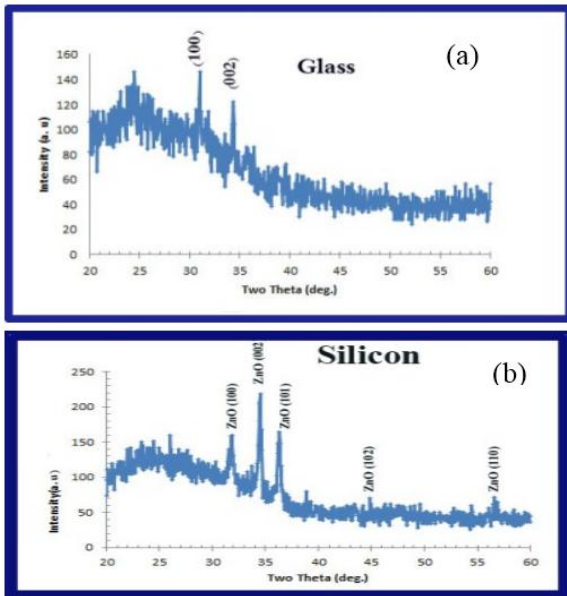 (a)
Glass
(100)
(002)
160
140
120
100
80
60
40
20
0
Intensity (a. u)
20 25 30 35 40 45 50 55 60
Two Theta (deg.)
Silicon
(b)
ZnO (100)
ZnO (002
ZnO (101)
ZnO (102)
ZnO (110)
250
200
150
100
50
0
Intensity(a. u)
20 25 30 35 40 45 50 55 60
Two Theta (deg.)